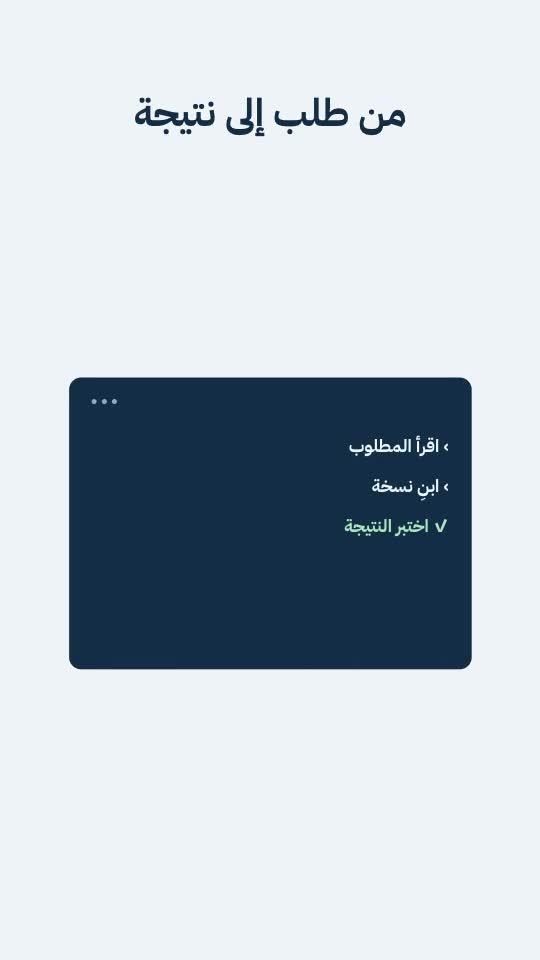 من طلب إلى نتيجة
› اقرأ المطلوب
› ابنِ نسخة
✓ اختبر النتيجة